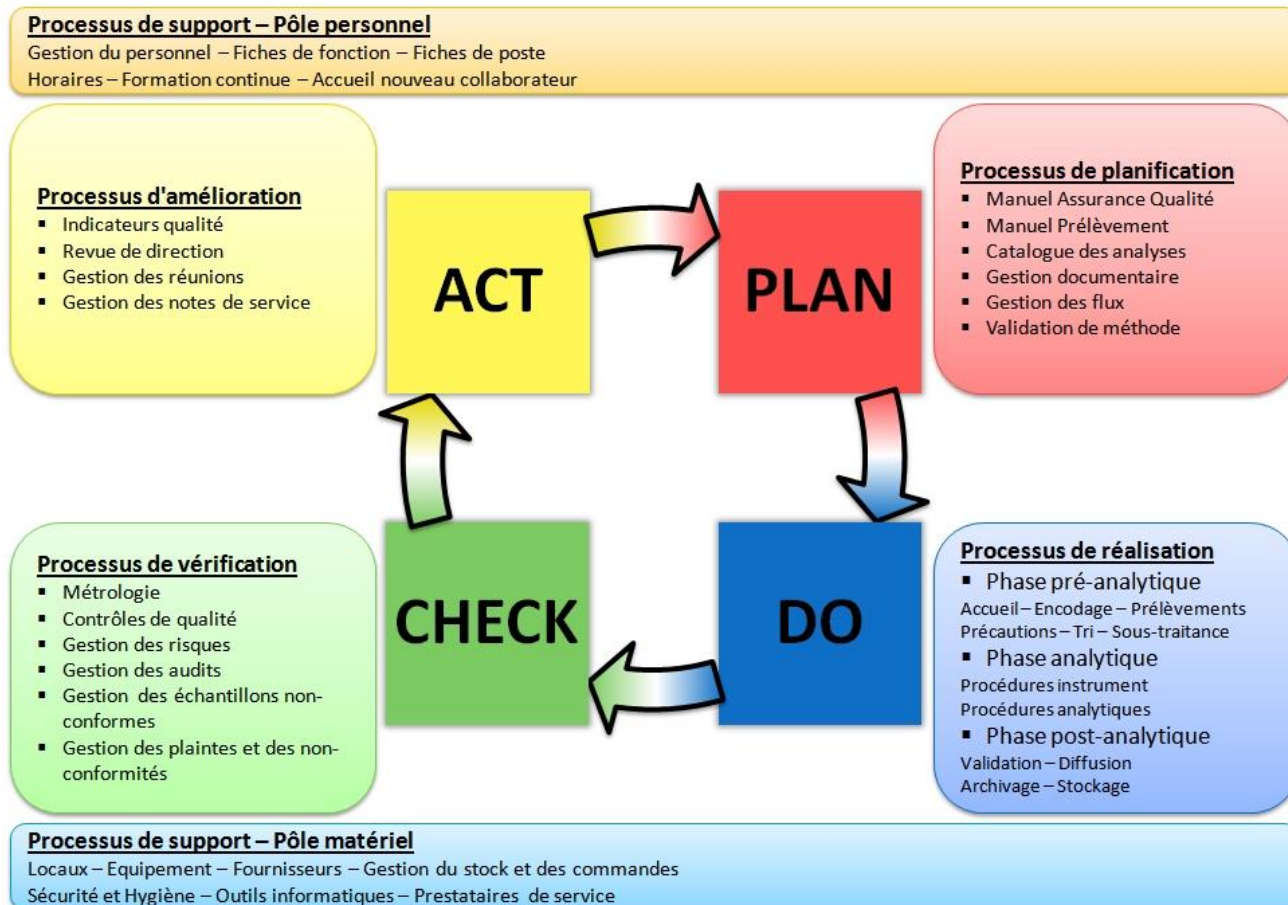 Processus de support – Pôle personnel
Gestion du personnel – Fiches de fonction – Fiches de poste
Horaires – Formation continue – Accueil nouveau collaborateur
Processus d'amélioration
▪ Indicateurs qualité
▪ Revue de direction
▪ Gestion des réunions
▪ Gestion des notes de service
ACT
PLAN
Processus de planification
▪ Manuel Assurance Qualité
▪ Manuel Prélèvement
▪ Catalogue des analyses
▪ Gestion documentaire
▪ Gestion des flux
▪ Validation de méthode
Processus de vérification
▪ Métrologie
▪ Contrôles de qualité
▪ Gestion des risques
▪ Gestion des audits
▪ Gestion des échantillons non-
conformes
▪ Gestion des plaintes et des non-
conformités
CHECK
DO
Processus de réalisation
▪ Phase pré-analytique
Accueil – Encodage – Prélèvements
Précautions – Tri – Sous-traitance
▪ Phase analytique
Procédures instrument
Procédures analytiques
▪ Phase post-analytique
Validation – Diffusion
Archivage – Stockage
Processus de support – Pôle matériel
Locaux – Equipement – Fournisseurs – Gestion du stock et des commandes
Sécurité et Hygiène – Outils informatiques – Prestataires de service